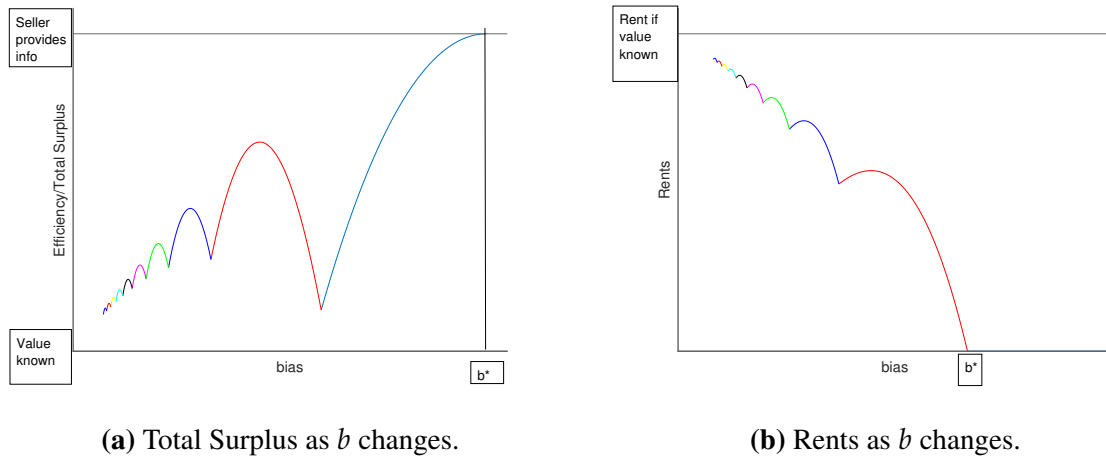 Seller
provides
info
Efficiency/Total Surplus
Value
known
bias
b*
Rent if
value
known
Rents
bias
b*
(a) Total Surplus as b changes.
(b) Rents as b changes.